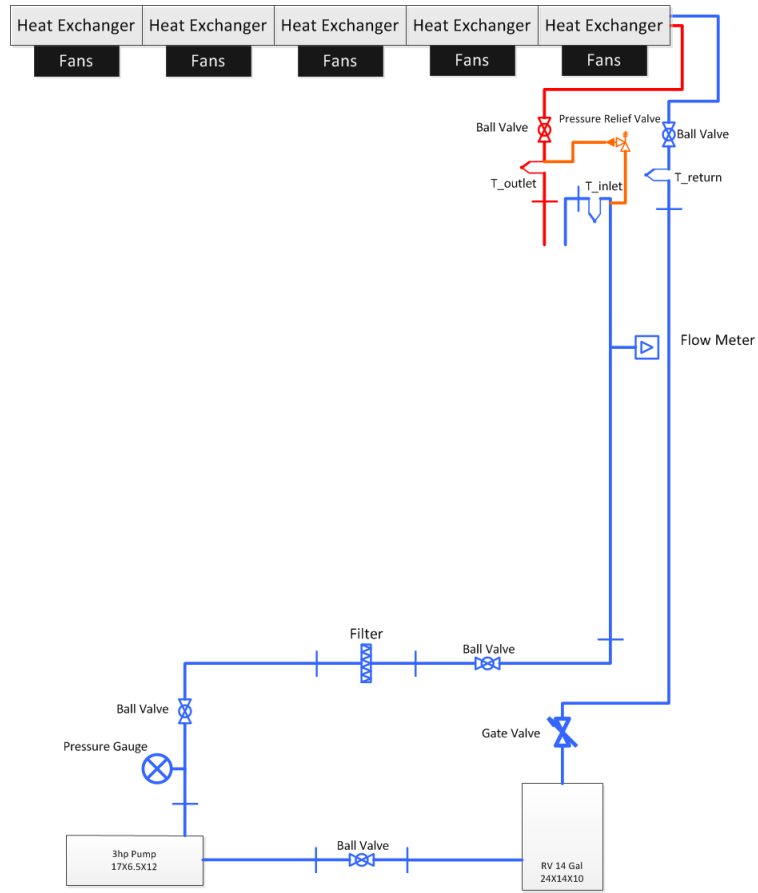 Heat Exchanger Heat Exchanger Heat Exchanger Heat Exchanger Heat Exchanger
Fans Fans Fans Fans Fans
Pressure Relief Valve
Ball Valve
Ball Valve
T_outlet
T_inlet
T_return
Flow Meter
Filter
Ball Valve
Ball Valve
Gate Valve
Pressure Gauge
Ball Valve
3hp Pump
17X6.5X12
RV 14 Gal
24X14X10